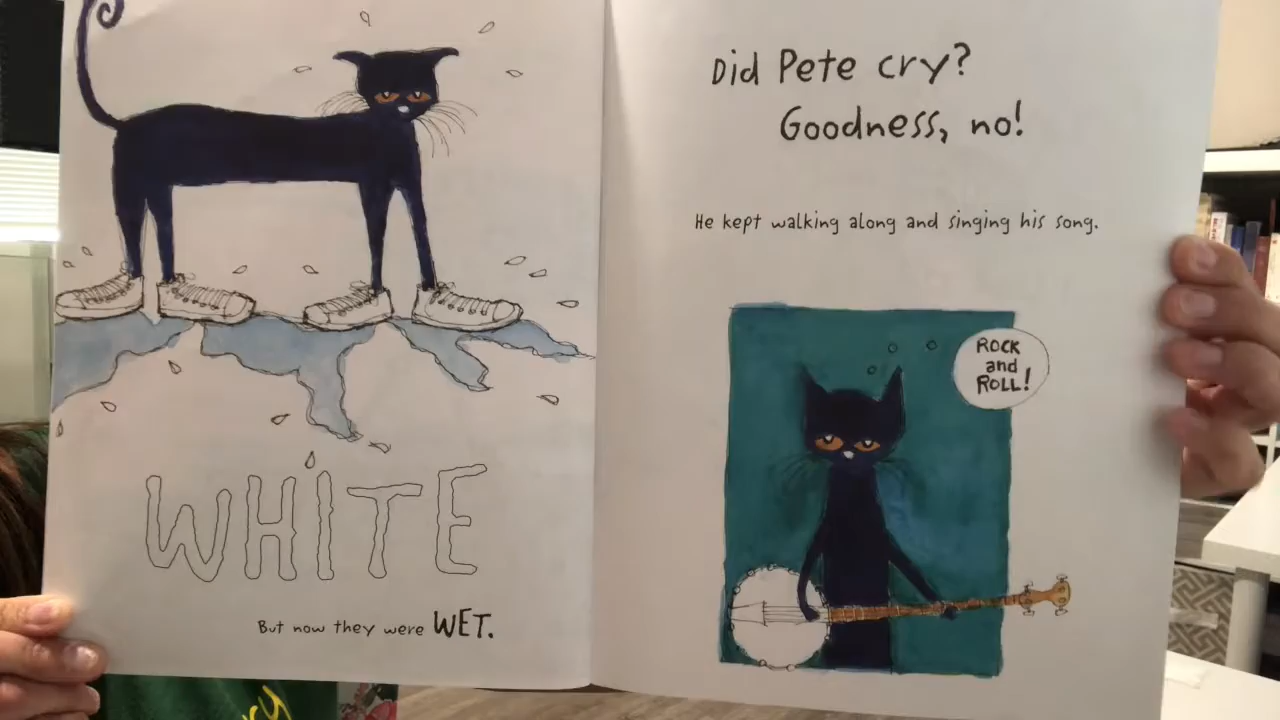 WHITE
But now they were WET.
Did Pete cry?
Goodness, no!
He kept walking along and singing his song.
ROCK
and
ROLL!